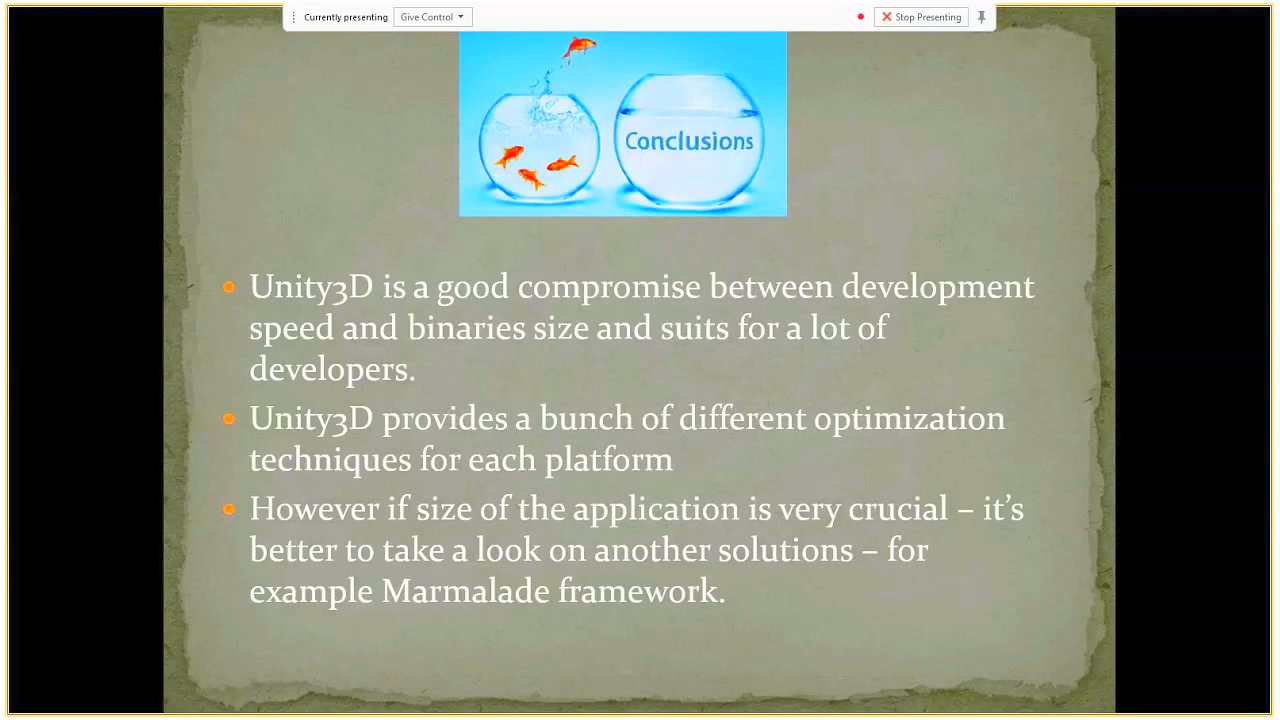 Currently presenting Give Control Stop Presenting
Conclusions
Unity3D is a good compromise between development
speed and binaries size and suits for a lot of
developers.
Unity3D provides a bunch of different optimization
techniques for each platform
However if size of the application is very crucial – it’s
better to take a look on another solutions – for
example Marmalade framework.